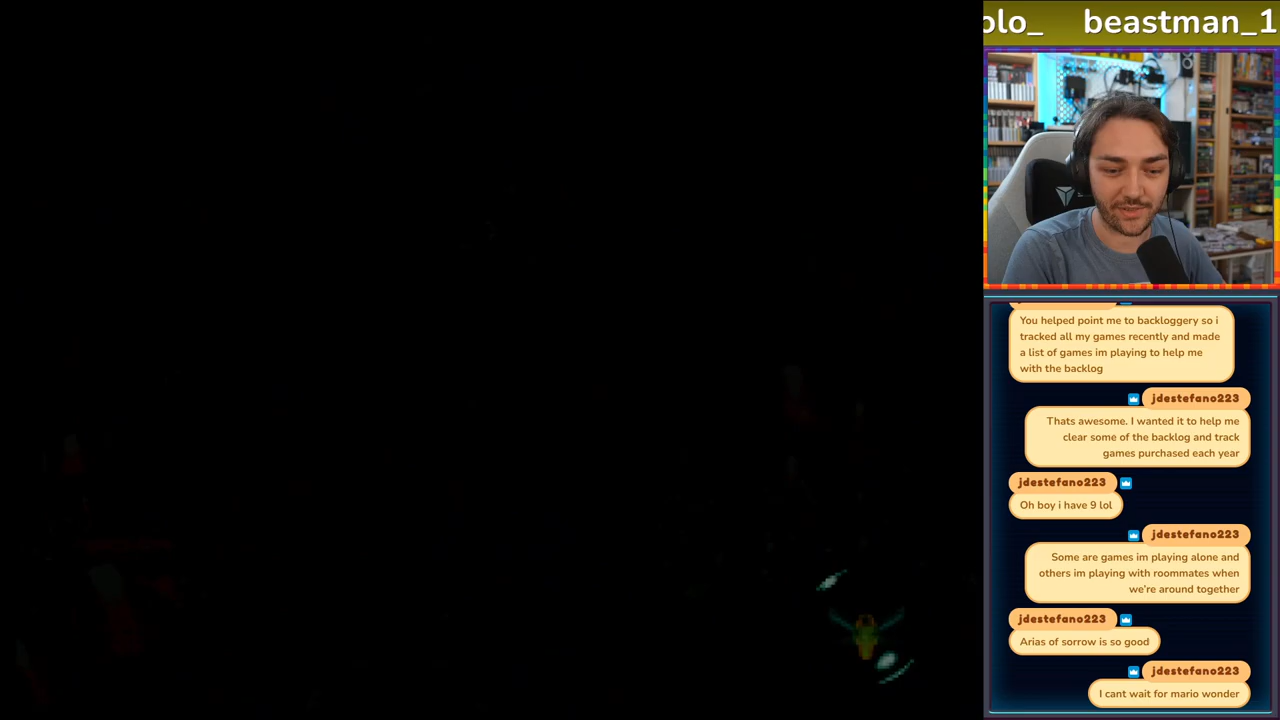 olo_ beastman_1
You helped point me to backloggery so i
tracked all my games recently and made
a list of games im playing to help me
with the backlog
jdestefano223
Thats awesome. I wanted it to help me
clear some of the backlog and track
games purchased each year
jdestefano223
Oh boy i have 9 lol
jdestefano223
Some are games im playing alone and
others im playing with roommates when
we're around together
jdestefano223
Arias of sorrow is so good
jdestefano223
I cant wait for mario wonder